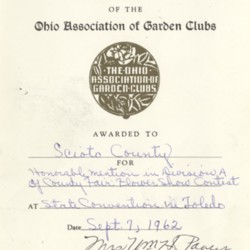 OF THE
Ohio Association of Garden Clubs
THE·OHIO
ASSOCIATION·OF
GARDEN·CLUBS
AWARDED TO
Scioto County
FOR
Honorable Mention in Division A
of County Fair Flower Show Contest
AT State Convention in Toledo
Date Sept 7, 1962
Mrs.